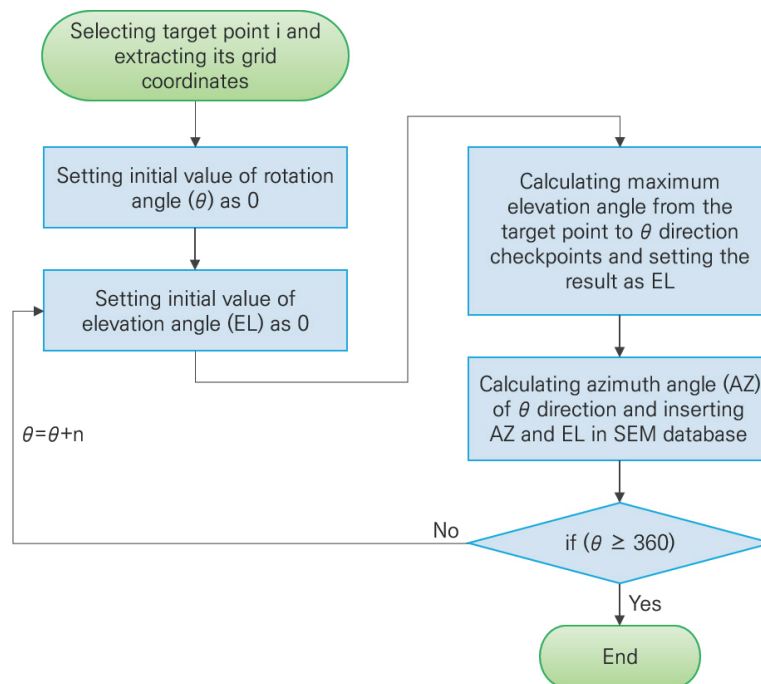 Selecting target point i and
extracting its grid
coordinates
Setting initial value of rotation
angle (θ) as 0
Setting initial value of
elevation angle (EL) as 0
θ=θ+n
Calculating maximum
elevation angle from the
target point to θ direction
checkpoints and setting the
result as EL
Calculating azimuth angle (AZ)
of θ direction and inserting
AZ and EL in SEM database
No
if (θ ≥ 360)
Yes
End